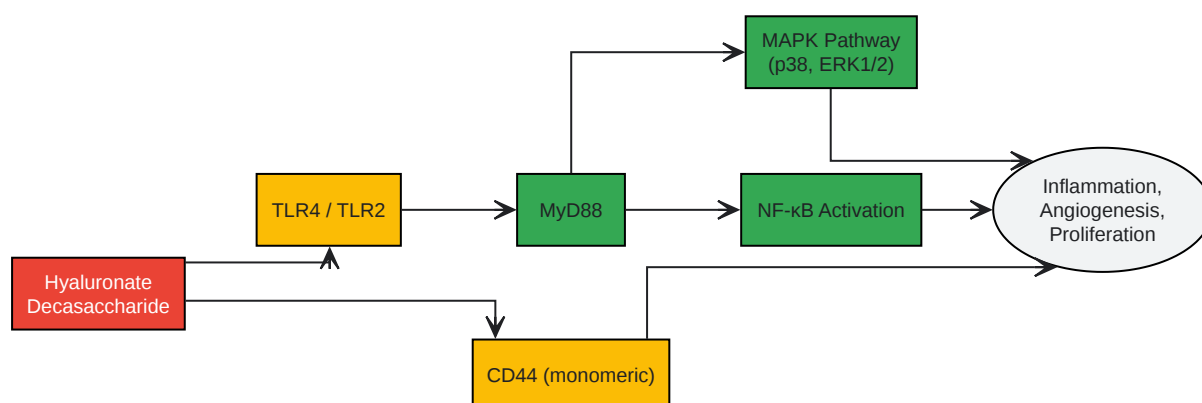 MAPK Pathway
(p38, ERK1/2)
TLR4 / TLR2
MyD88
NF-κB Activation
Inflammation,
Angiogenesis,
Proliferation
Hyaluronate
Decasaccharide
CD44 (monomeric)